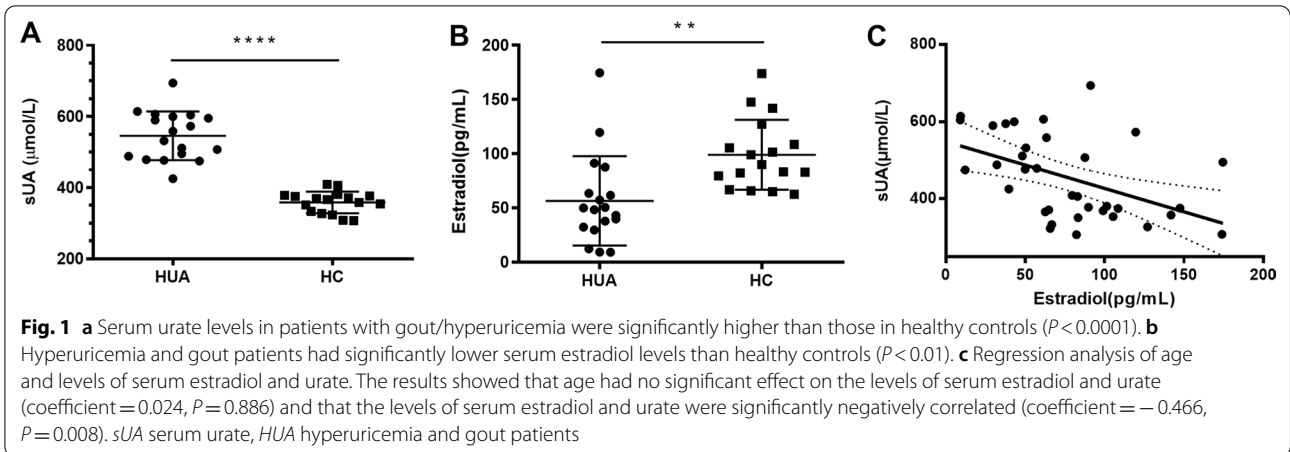 A
800
600
400
200
sUA (μmol/L)
****
HUA
HC
B
200
150
100
50
0
Estradiol(pg/mL)
**
HUA
HC
C
800
600
400
sUA(μmol/L)
0
50
100
150
200
Estradiol(pg/mL)
Fig. 1 a Serum urate levels in patients with gout/hyperuricemia were significantly higher than those in healthy controls (P < 0.0001). b
Hyperuricemia and gout patients had significantly lower serum estradiol levels than healthy controls (P < 0.01). c Regression analysis of age
and levels of serum estradiol and urate. The results showed that age had no significant effect on the levels of serum estradiol and urate
(coefficient = 0.024, P = 0.886) and that the levels of serum estradiol and urate were significantly negatively correlated (coefficient = − 0.466,
P = 0.008). sUA serum urate, HUA hyperuricemia and gout patients